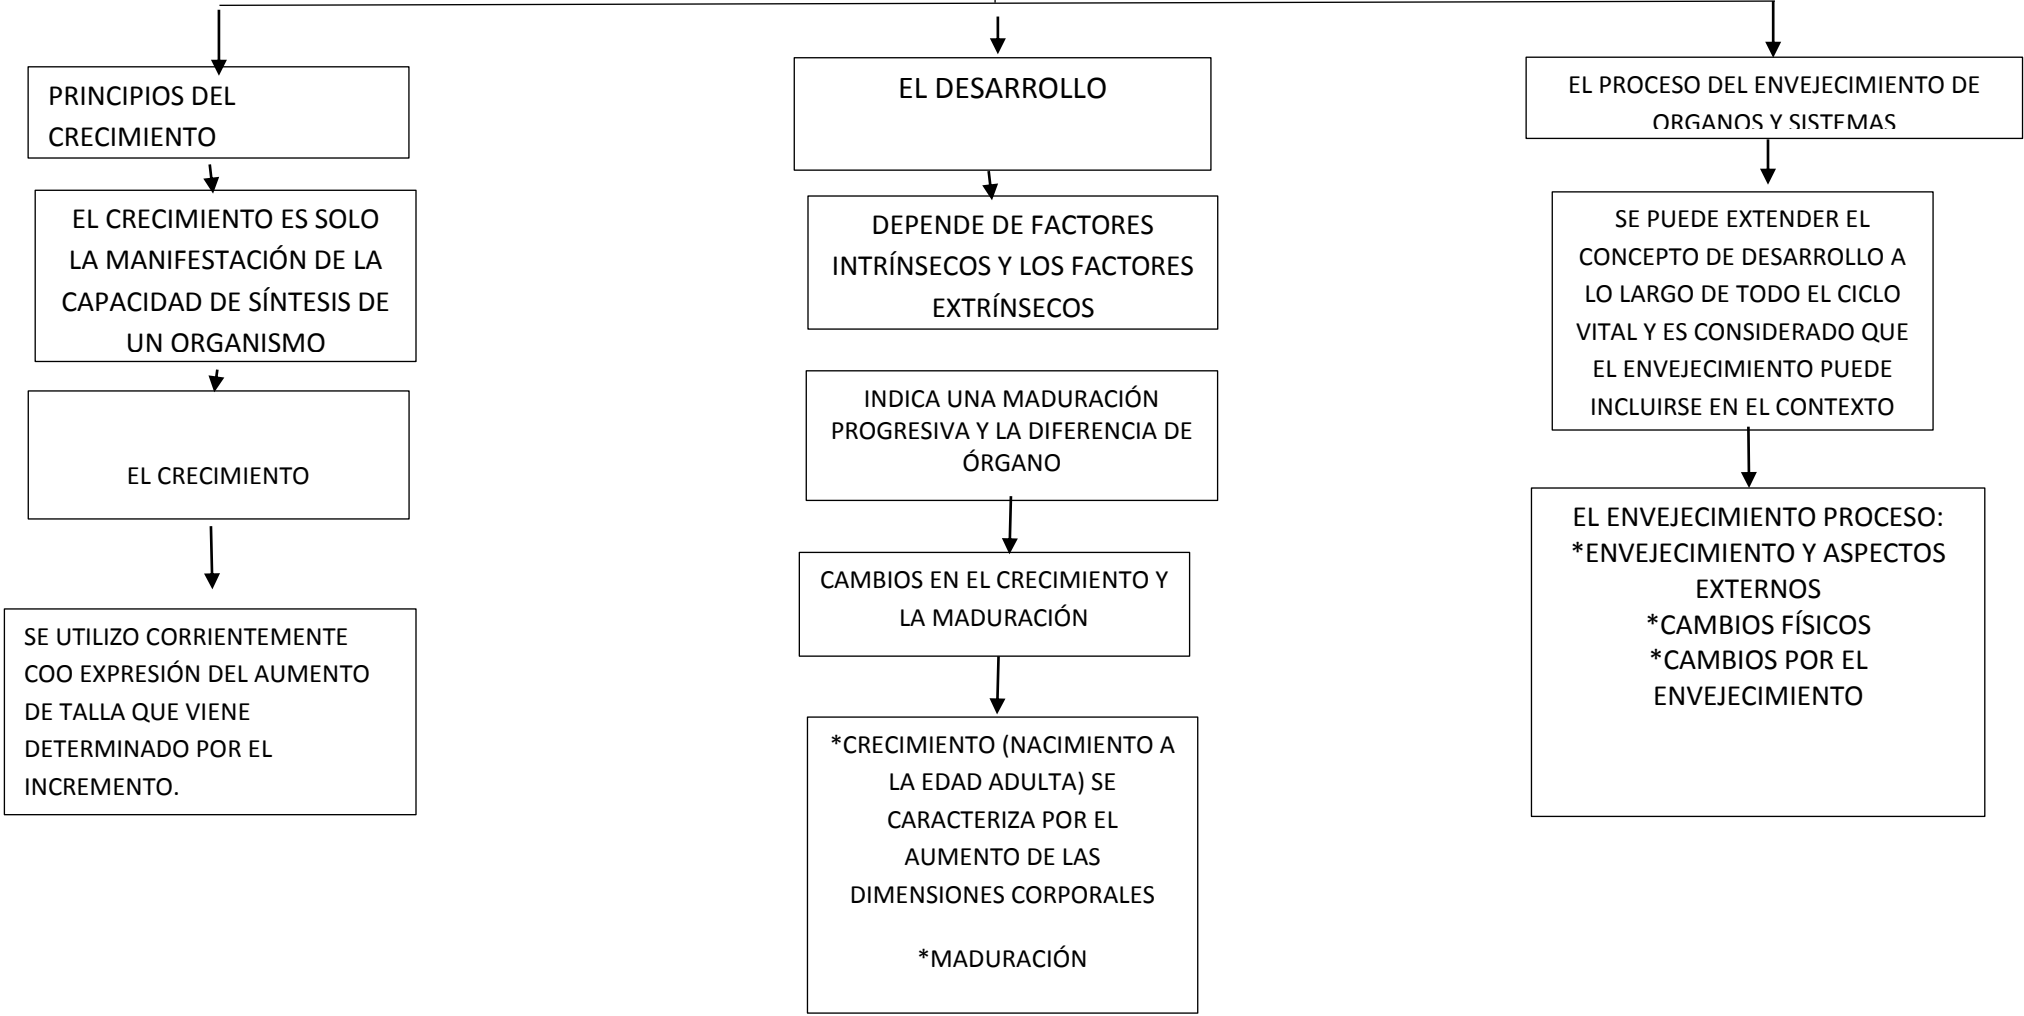 PRINCIPIOS DEL
CRECIMIENTO
EL CRECIMIENTO ES SOLO
LA MANIFESTACIÓN DE LA
CAPACIDAD DE SÍNTESIS DE
UN ORGANISMO
EL CRECIMIENTO
SE UTILIZO CORRIENTEMENTE
COO EXPRESIÓN DEL AUMENTO
DE TALLA QUE VIENE
DETERMINADO POR EL
INCREMENTO.
EL DESARROLLO
DEPENDE DE FACTORES
INTRÍNSECOS Y LOS FACTORES
EXTRÍNSECOS
INDICA UNA MADURACIÓN
PROGRESIVA Y LA DIFERENCIA DE
ÓRGANO
CAMBIOS EN EL CRECIMIENTO Y
LA MADURACIÓN
*CRECIMIENTO (NACIMIENTO A
LA EDAD ADULTA) SE
CARACTERIZA POR EL
AUMENTO DE LAS
DIMENSIONES CORPORALES
*MADURACIÓN
EL PROCESO DEL ENVEJECIMIENTO DE
ORGANOS Y SISTEMAS
SE PUEDE EXTENDER EL
CONCEPTO DE DESARROLLO A
LO LARGO DE TODO EL CICLO
VITAL Y ES CONSIDERADO QUE
EL ENVEJECIMIENTO PUEDE
INCLUIRSE EN EL CONTEXTO
EL ENVEJECIMIENTO PROCESO:
*ENVEJECIMIENTO Y ASPECTOS
EXTERNOS
*CAMBIOS FÍSICOS
*CAMBIOS POR EL
ENVEJECIMIENTO